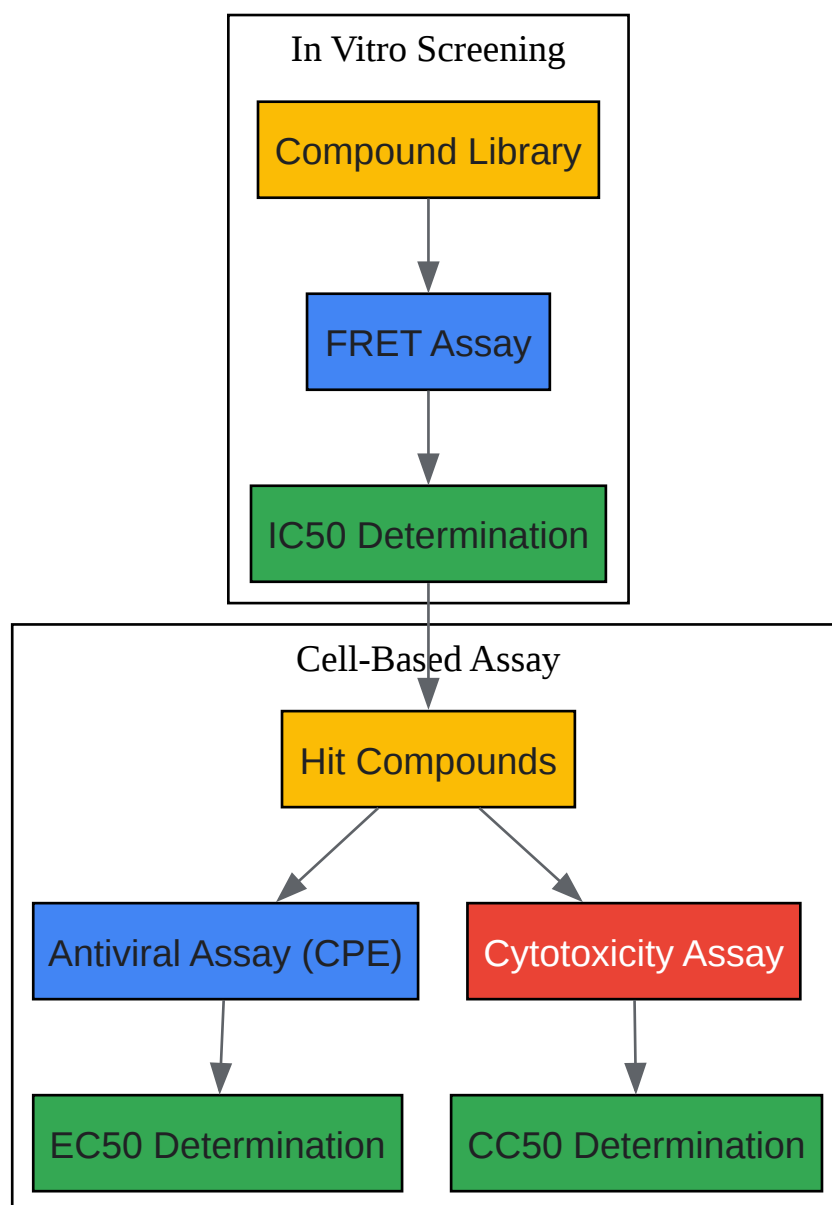 In Vitro Screening
Compound Library
FRET Assay
IC50 Determination
Cell-Based Assay
Hit Compounds
Antiviral Assay (CPE)
Cytotoxicity Assay
EC50 Determination
CC50 Determination